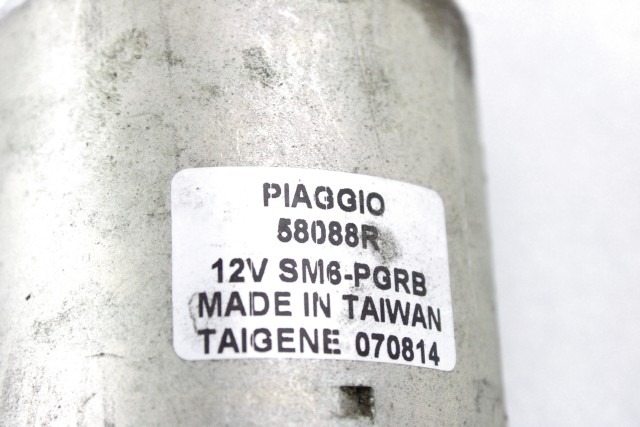 PIAGGIO
58088R
12V SM6-PGRB
MADE IN TAIWAN
TAIGENE 070814